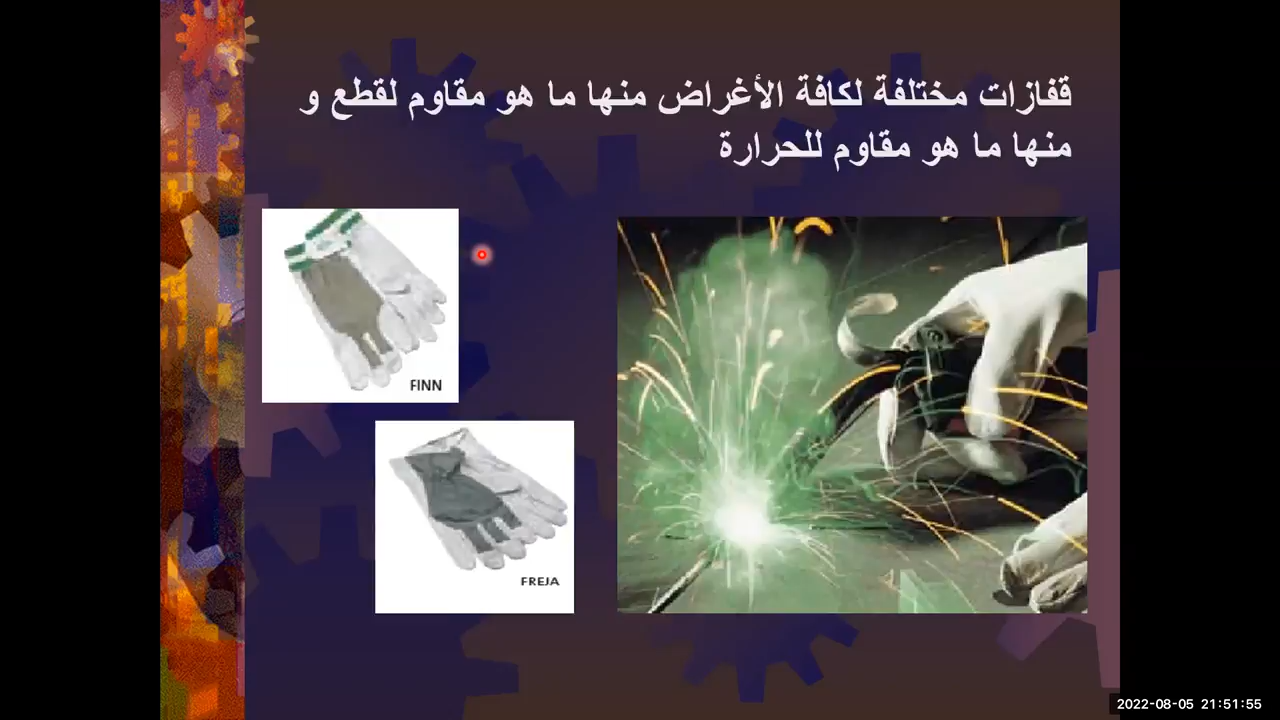 قفازات مختلفة لكافة الأغراض منها ما هو مقاوم لقطع و
منها ما هو مقاوم للحرارة
FINN
FREJA
2022-08-05 21:51:55